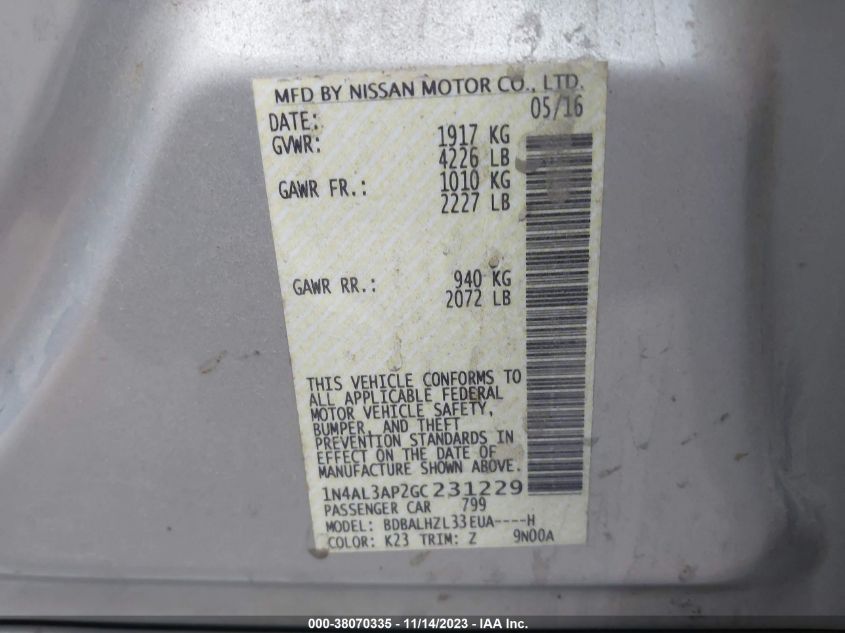 MFD BY NISSAN MOTOR CO., LTD.
DATE: 05/16
GVWR: 1917 KG
4226 LB
GAWR FR.: 1010 KG
2227 LB
GAWR RR.: 940 KG
2072 LB
THIS VEHICLE CONFORMS TO
ALL APPLICABLE FEDERAL
MOTOR VEHICLE SAFETY,
BUMPER, AND THEFT
PREVENTION STANDARDS IN
EFFECT ON THE DATE OF
MANUFACTURE SHOWN ABOVE.
1N4AL3AP2GC231229
PASSENGER CAR 799
MODEL: BDBALHZL33EUA----H
COLOR: K23 TRIM: Z 9N00A
000-38070335 - 11/14/2023 - IAA Inc.